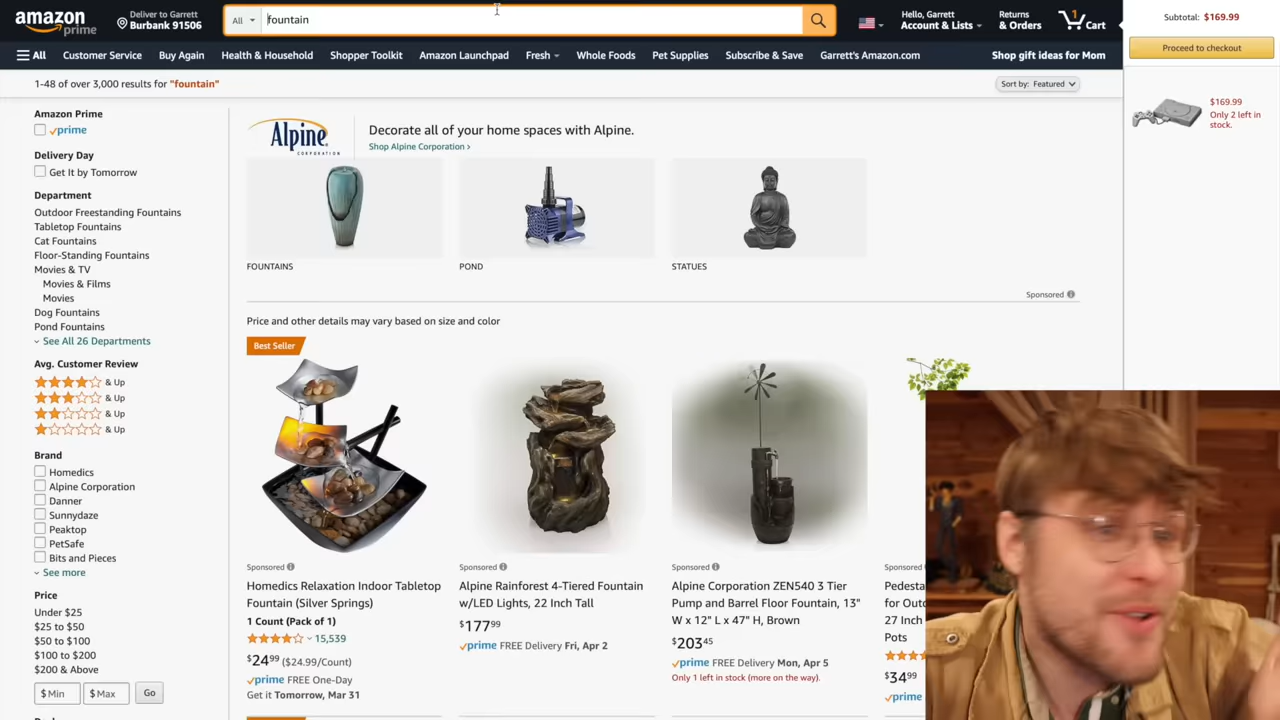 amazon
prime
Deliver to Garrett
Burbank 91506
All
fountain
Hello, Garrett
Account & Lists
Returns
& Orders
1
Cart
Subtotal: $169.99
Proceed to checkout
All
Customer Service
Buy Again
Health & Household
Shopper Toolkit
Amazon Launchpad
Fresh
Whole Foods
Pet Supplies
Subscribe & Save
Garrett's Amazon.com
Shop gift ideas for Mom
1-48 of over 3,000 results for "fountain"
Sort by: Featured
$169.99
Only 2 left in
stock.
Amazon Prime
prime
Delivery Day
Get It by Tomorrow
Department
Outdoor Freestanding Fountains
Tabletop Fountains
Cat Fountains
Floor-Standing Fountains
Movies & TV
Movies & Films
Movies
Dog Fountains
Pond Fountains
See All 26 Departments
Avg. Customer Review
& Up
& Up
& Up
& Up
Brand
Homedics
Alpine Corporation
Danner
Sunnydaze
Peaktop
PetSafe
Bits and Pieces
See more
Price
Under $25
$25 to $50
$50 to $100
$100 to $200
$200 & Above
$ Min
$ Max
Go
Alpine
CORPORATION
Decorate all of your home spaces with Alpine.
Shop Alpine Corporation ›
FOUNTAINS
POND
STATUES
Sponsored
Price and other details may vary based on size and color
Best Seller
Sponsored
Homedics Relaxation Indoor Tabletop
Fountain (Silver Springs)
1 Count (Pack of 1)
15,539
$24.99 ($24.99/Count)
prime FREE One-Day
Get it Tomorrow, Mar 31
Sponsored
Alpine Rainforest 4-Tiered Fountain
w/LED Lights, 22 Inch Tall
$177.99
prime FREE Delivery Fri, Apr 2
Sponsored
Alpine Corporation ZEN540 3 Tier
Pump and Barrel Floor Fountain, 13"
W x 12" L x 47" H, Brown
$203.45
prime FREE Delivery Mon, Apr 5
Only 1 left in stock (more on the way).
Sponsored
for
27 Inch
Pots
$34.99
prime